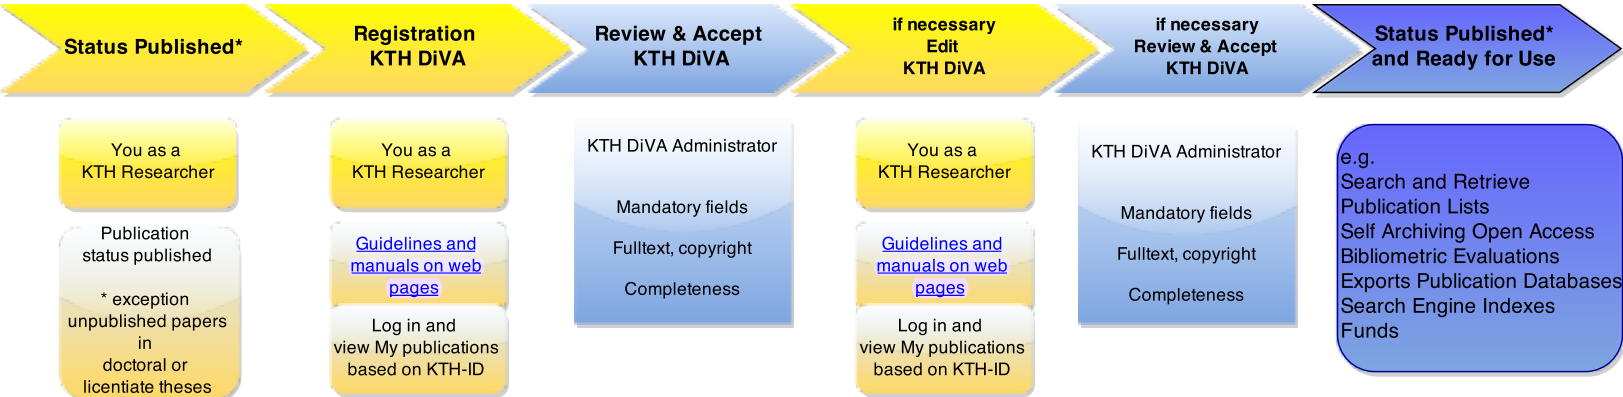 Status Published*
Registration
KTH DiVA
Review & Accept
KTH DiVA
if necessary
Edit
KTH DiVA
if necessary
Review & Accept
KTH DiVA
Status Published*
and Ready for Use
You as a
KTH Researcher
Publication
status published
* exception
unpublished papers
in
doctoral or
licentiate theses
You as a
KTH Researcher
Guidelines and
manuals on web
pages
Log in and
view My publications
based on KTH-ID
KTH DiVA Administrator
Mandatory fields
Fulltext, copyright
Completeness
You as a
KTH Researcher
Guidelines and
manuals on web
pages
Log in and
view My publications
based on KTH-ID
KTH DiVA Administrator
Mandatory fields
Fulltext, copyright
Completeness
e.g.
Search and Retrieve
Publication Lists
Self Archiving Open Access
Bibliometric Evaluations
Exports Publication Databases
Search Engine Indexes
Funds